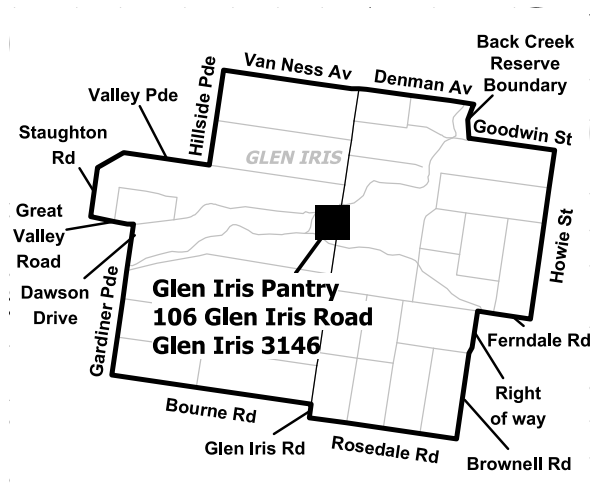 Back Creek
Reserve
Boundary
Van Ness Av
Denman Av
Hillside Pde
Valley Pde
Goodwin St
Staughton
Rd
GLEN IRIS
Great
Valley
Road
Howie St
Dawson
Drive
Gardiner Pde
Glen Iris Pantry
106 Glen Iris Road
Glen Iris 3146
Ferndale Rd
Right
of way
Bourne Rd
Glen Iris Rd
Rosedale Rd
Brownell Rd